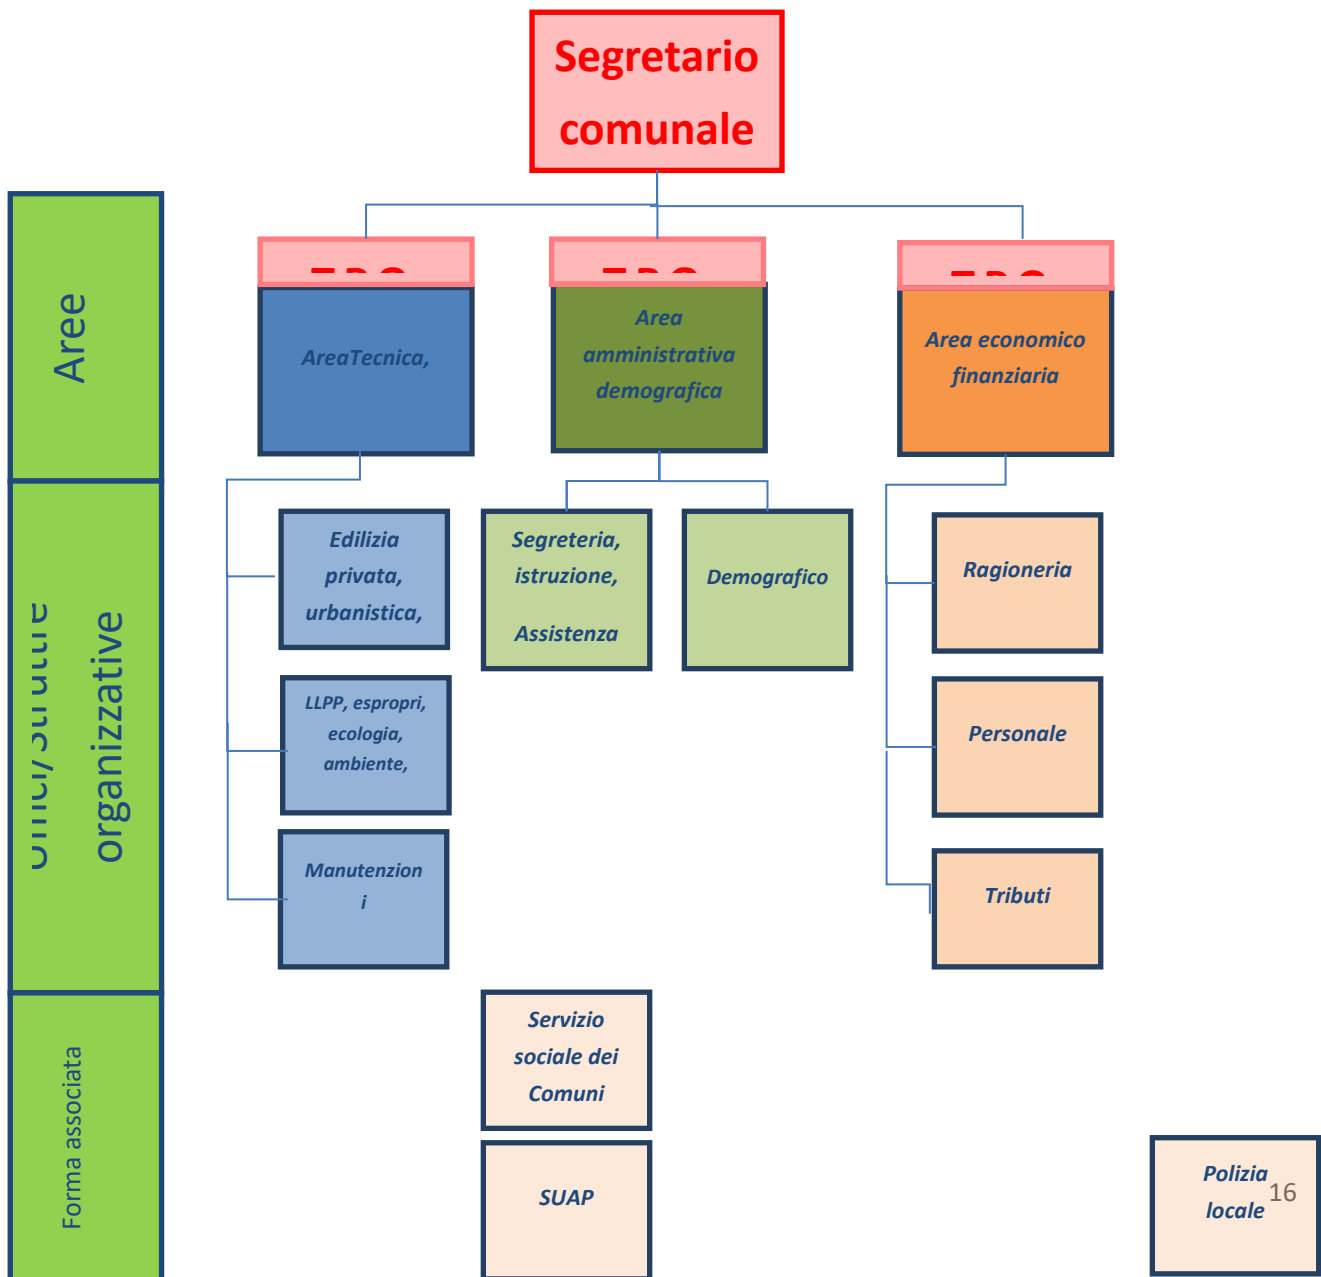 Segretario
comunale
Aree
AreaTecnica,
Area
amministrativa
demografica
Area economico
finanziaria
organizzative
Edilizia
privata,
urbanistica,
Segreteria,
istruzione,
Assistenza
Demografico
Ragioneria
LLPP, espropri,
ecologia,
ambiente,
Personale
Manutenzion
i
Tributi
Forma associata
Servizio
sociale dei
Comuni
SUAP
Polizia
locale
16